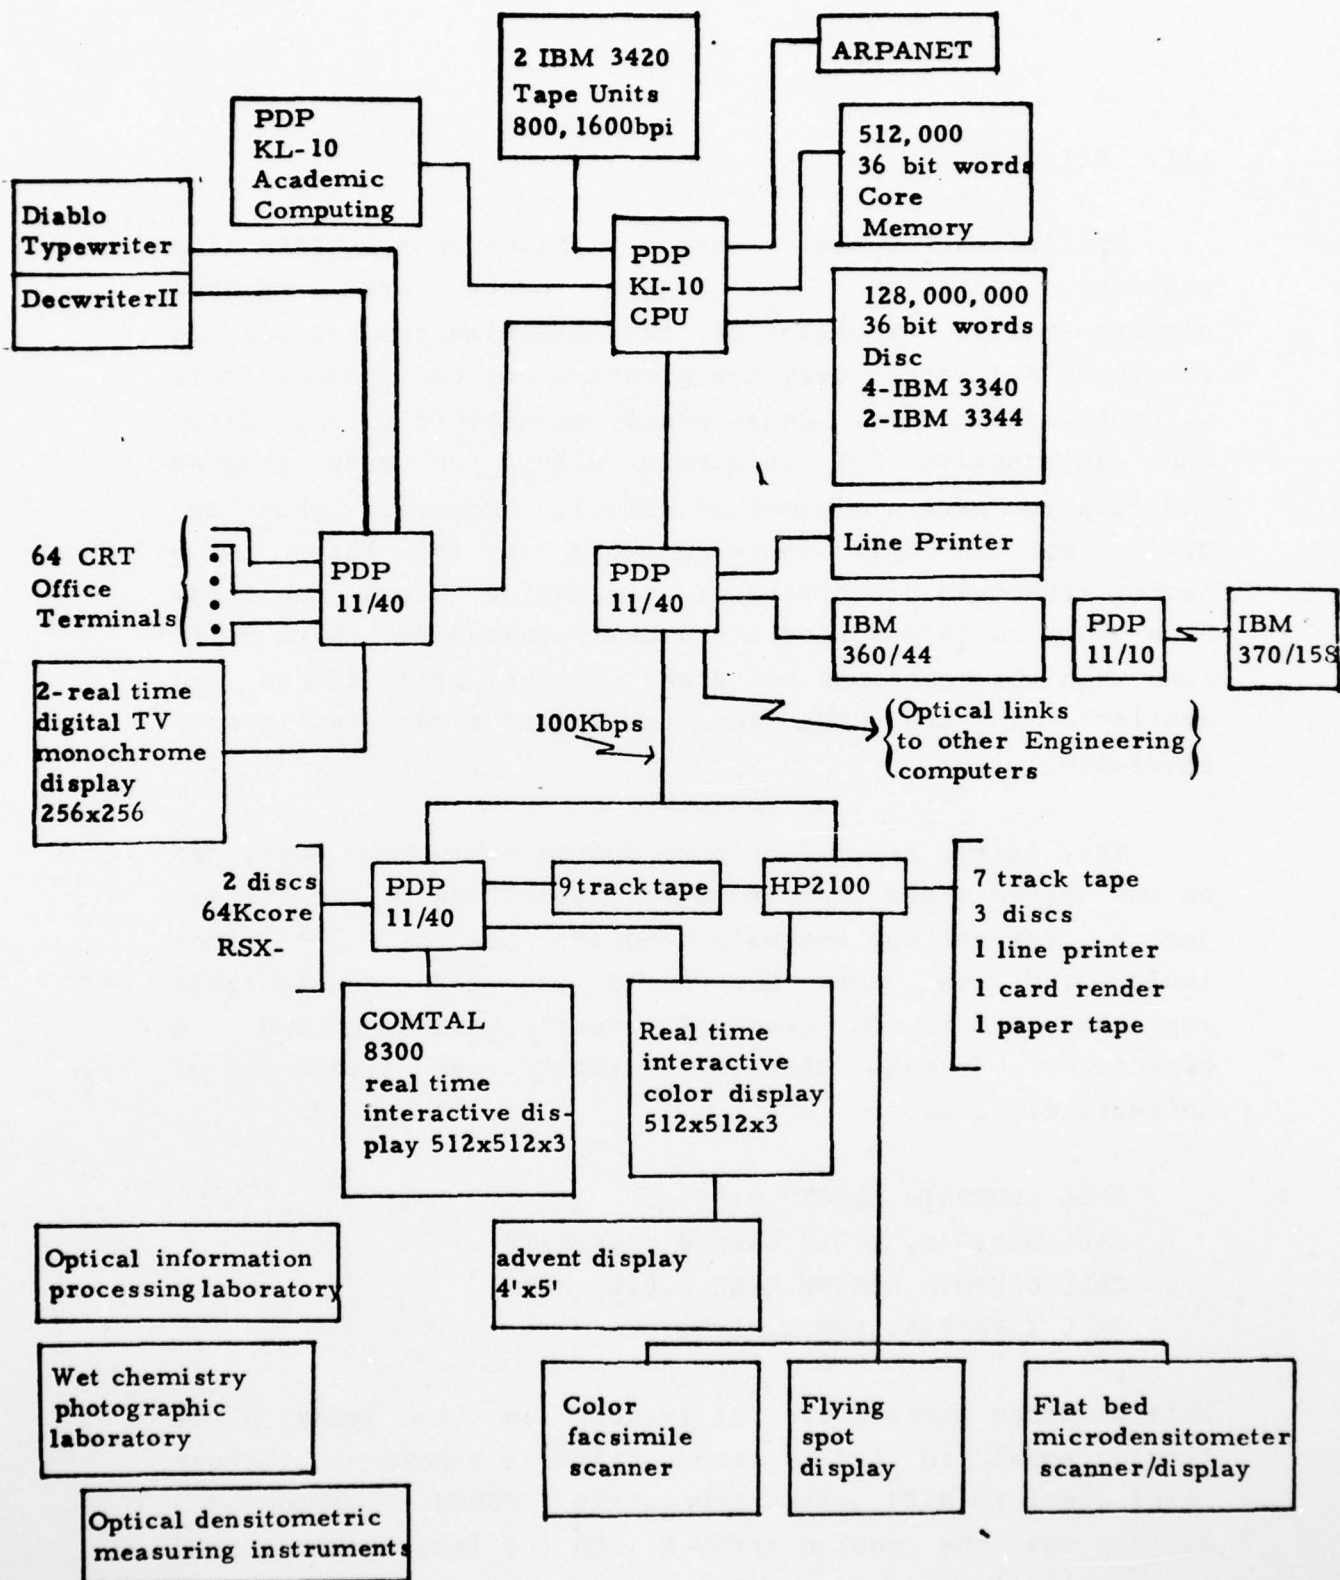 2 IBM 3420
Tape Units
800, 1600bpi
ARPANET
PDP
KL-10
Academic
Computing
512,000
36 bit words
Core
Memory
Diablo
Typewriter
DecwriterII
PDP
KI-10
CPU
128,000,000
36 bit words
Disc
4-IBM 3340
2-IBM 3344
64 CRT
Office
Terminals
PDP
11/40
PDP
11/40
Line Printer
IBM
360/44
PDP
11/10
IBM
370/158
2-real time
digital TV
monochrome
display
256x256
100Kbps
Optical links
to other Engineering
computers
2 discs
64Kcore
RSX-
PDP
11/40
9 track tape
HP2100
7 track tape
3 discs
1 line printer
1 card render
1 paper tape
COMTAL
8300
real time
interactive dis-
play 512x512x3
Real time
interactive
color display
512x512x3
advent display
4'x5'
Optical information
processing laboratory
Wet chemistry
photographic
laboratory
Optical densitometric
measuring instruments
Color
facsimile
scanner
Flying
spot
display
Flat bed
microdensitometer
scanner/display